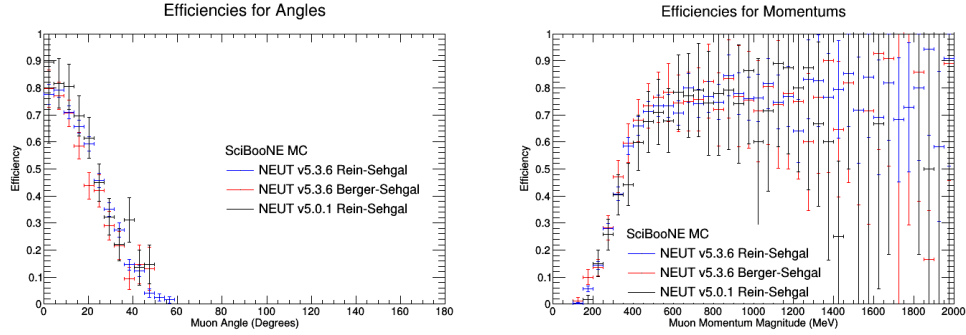 Efficiencies for Angles
Efficiency
1
0.9
0.8
0.7
0.6
0.5
0.4
0.3
0.2
0.1
0
SciBooNE MC
NEUT v5.3.6 Rein-Sehgal
NEUT v5.3.6 Berger-Sehgal
NEUT v5.0.1 Rein-Sehgal
0 20 40 60 80 100 120 140 160 180
Muon Angle (Degrees)
Efficiencies for Momentums
Efficiency
1
0.9
0.8
0.7
0.6
0.5
0.4
0.3
0.2
0.1
0
SciBooNE MC
NEUT v5.3.6 Rein-Sehgal
NEUT v5.3.6 Berger-Sehgal
NEUT v5.0.1 Rein-Sehgal
0 200 400 600 800 1000 1200 1400 1600 1800 2000
Muon Momentum Magnitude (MeV)